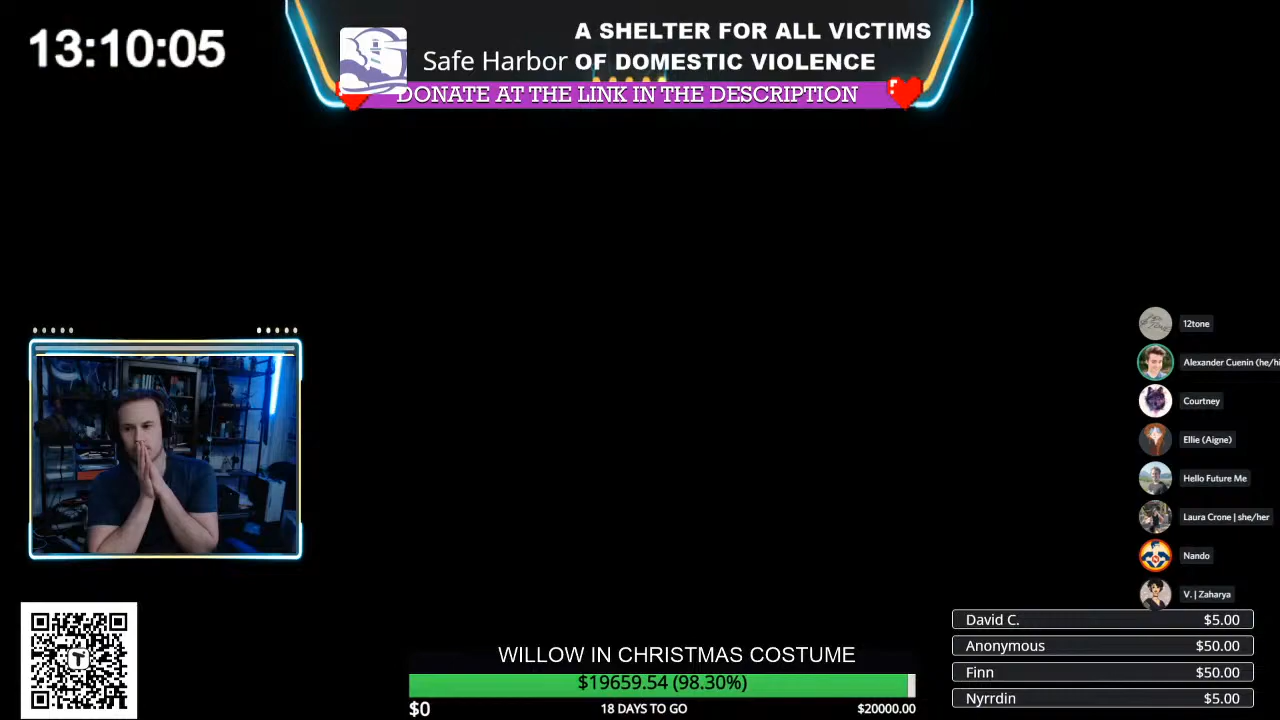 13:10:05
A SHELTER FOR ALL VICTIMS
Safe Harbor OF DOMESTIC VIOLENCE
DONATE AT THE LINK IN THE DESCRIPTION
12tone
Alexander Cuenin (he/hi
Courtney
Ellie (Aigne)
Hello Future Me
Laura Crone | she/her
Nando
V. | Zaharya
David C. $5.00
Anonymous $50.00
Finn $50.00
Nyrrdin $5.00
WILLOW IN CHRISTMAS COSTUME
$19659.54 (98.30%)
$0 18 DAYS TO GO $20000.00